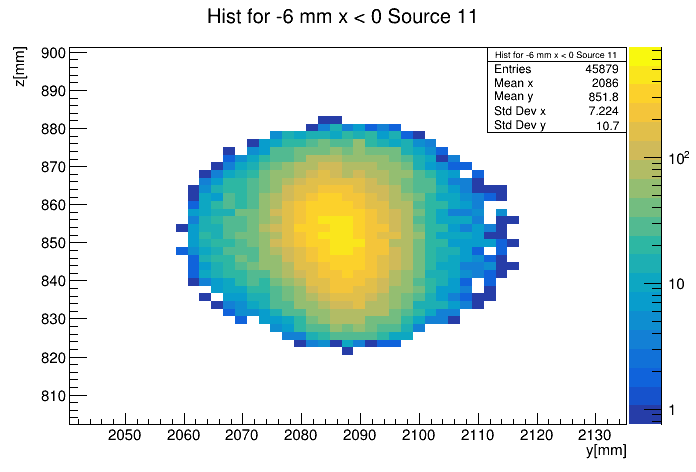 Hist for -6 mm x < 0 Source 11
z[mm]
900
890
880
870
860
850
840
830
820
810
2050 2060 2070 2080 2090 2100 2110 2120 2130
y[mm]
Hist for -6 mm x < 0 Source 11
Entries 45879
Mean x 2086
Mean y 851.8
Std Dev x 7.224
Std Dev y 10.7
10²
10
1